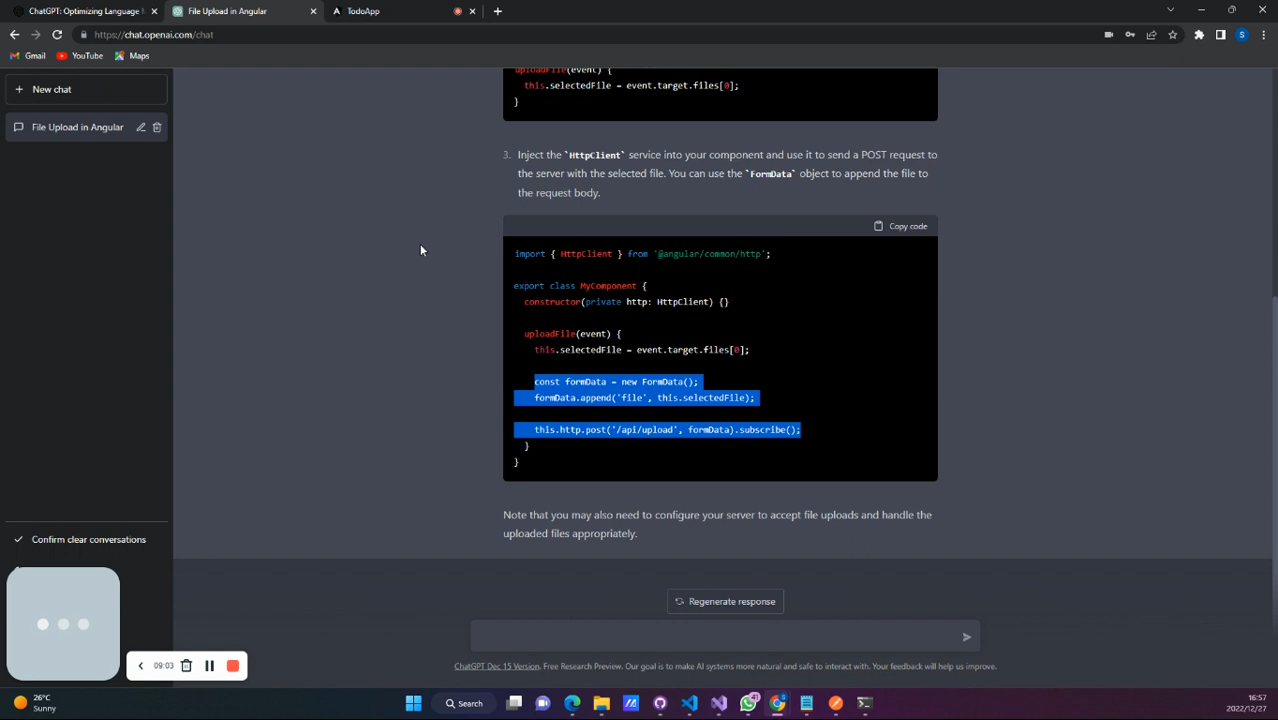 ChatGPT: Optimizing Language M
File Upload in Angular
TodoApp
https://chat.openai.com/chat
S
Gmail
YouTube
Maps
New chat
File Upload in Angular
uploadFile(event) {
this.selectedFile = event.target.files[0];
}
3. Inject the `HttpClient` service into your component and use it to send a POST request to
the server with the selected file. You can use the `FormData` object to append the file to
the request body.
Copy code
import { HttpClient } from '@angular/common/http';
export class MyComponent {
constructor(private http: HttpClient) {}
uploadFile(event) {
this.selectedFile = event.target.files[0];
const formData = new FormData();
formData.append('file', this.selectedFile);
this.http.post('/api/upload', formData).subscribe();
}
}
Note that you may also need to configure your server to accept file uploads and handle the
uploaded files appropriately.
Confirm clear conversations
Regenerate response
09:03
ChatGPT Dec 15 Version. Free Research Preview. Our goal is to make AI systems more natural and safe to interact with. Your feedback will help us improve.
26°C
Sunny
Search
16:57
2022/12/27